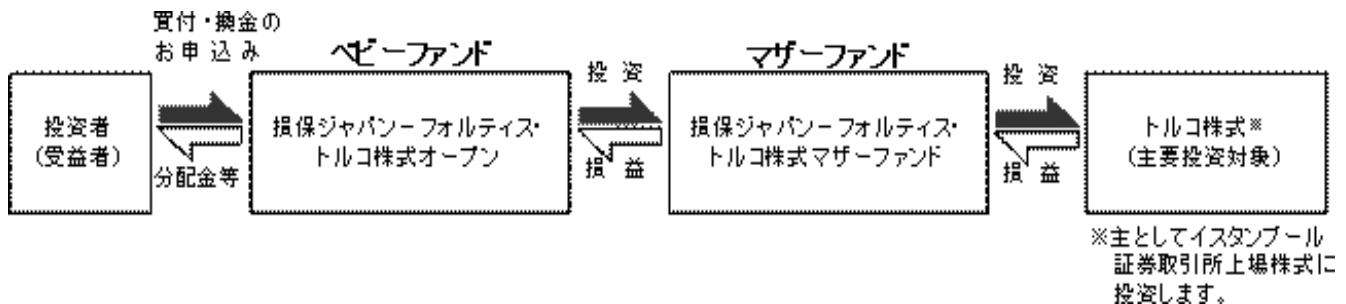 買付・換金の
お申込み
ベビーファンド
マザーファンド
投資
投資
投資者
(受益者)
損保ジャパン-フォルティス・
トルコ株式オープン
損保ジャパン-フォルティス・
トルコ株式マザーファンド
トルコ株式※
(主要投資対象)
分配金等
損益
損益
※主としてイスタンブール
証券取引所上場株式に
投資します。